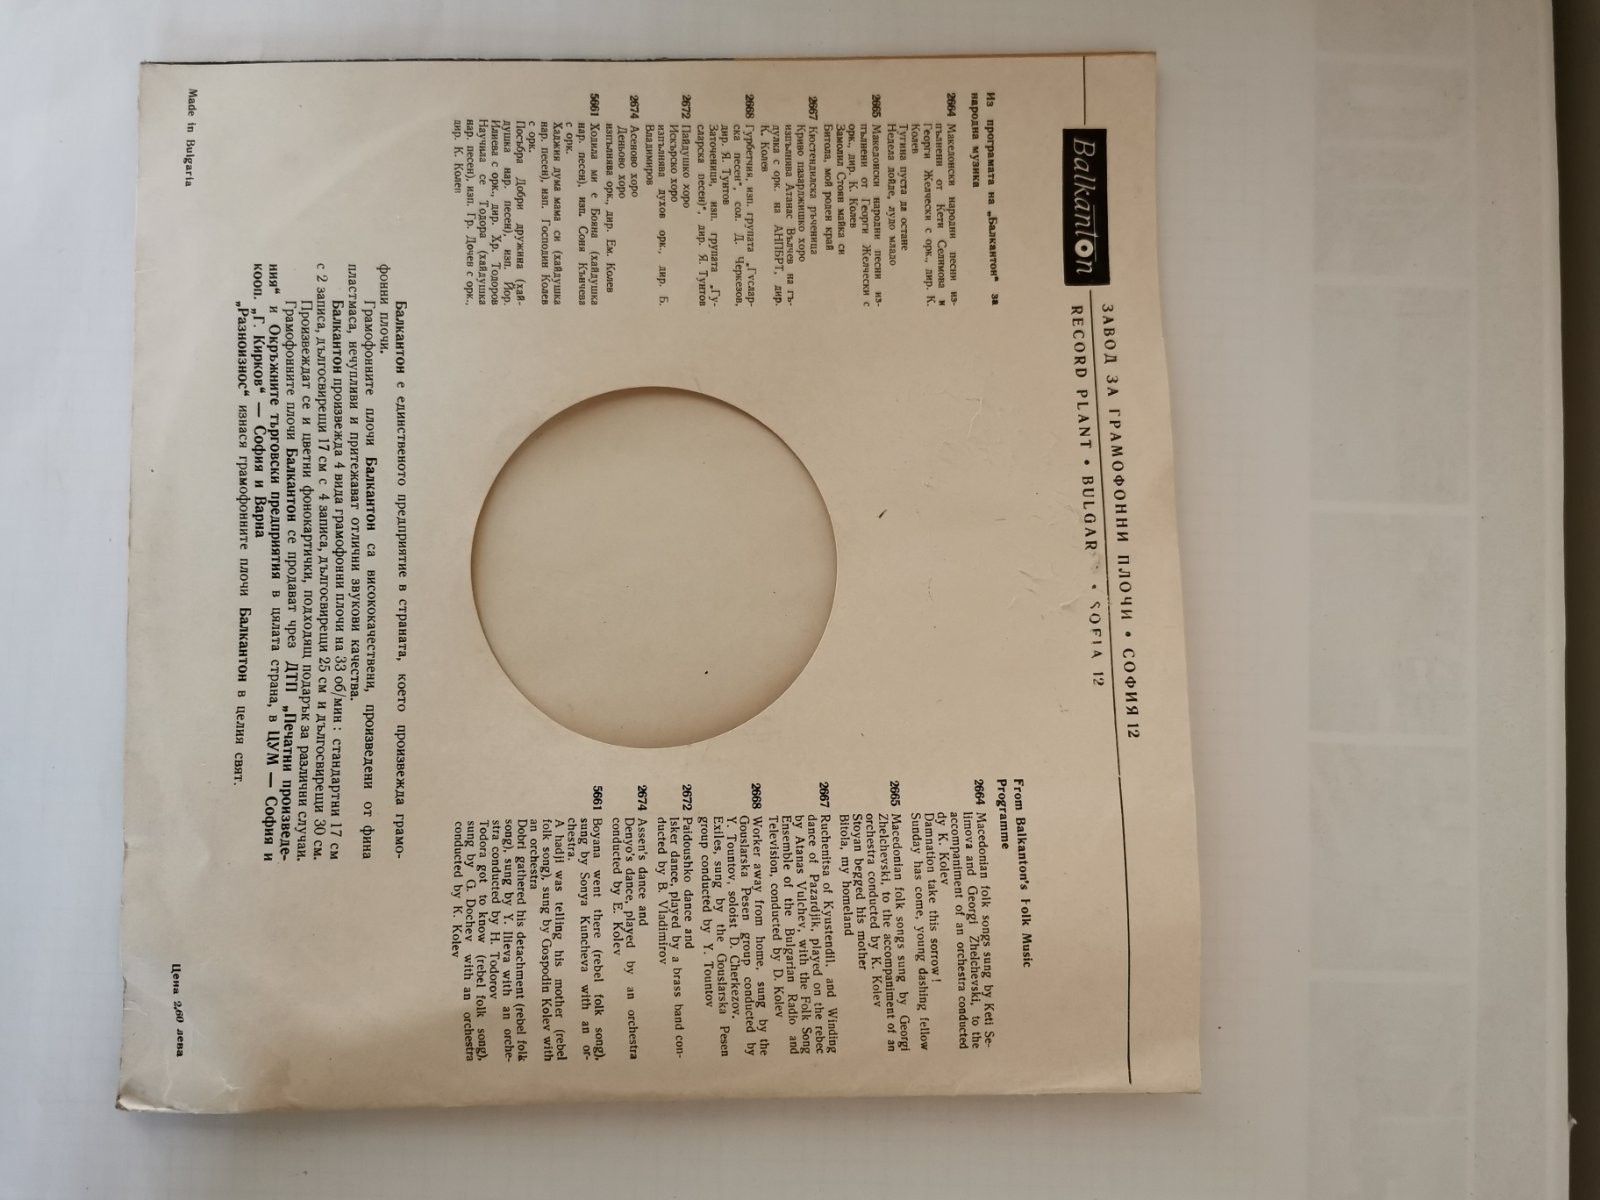 Balkanton
ЗАВОД ЗА ГРАМОФОННИ ПЛОЧИ • СОФИЯ 12
RECORD PLANT • BULGAR • SOFIA 12
Из програмата на „Балкантон“ за
народна музика
2664 Македонски народни песни из-
пълнени от Кети Селимова и
Георги Желчески с орк., дир. К.
Колев
Тугина пуста да остане
Недела дойде, лудо младо
2665 Македонски народни песни из-
пълнени от Георги Желчески с
орк., дир. К. Колев
Замолил Стоян майка си
Битола, мой роден край
2667 Кюстендилска ръченица
Криво пазарджишко хоро
изпълнява Атанас Вълчев на гъ-
дулка с орк. на АНПБРТ, дир.
К. Колев
2668 Гурбетчия, изп. групата „Гуслар-
ска песен“, сол. Д. Черкезов,
дир. Я. Тунтов
Заточеници, изп. групата „Гу-
сларска песен)“, дир. Я. Тунтов
2672 Пайдушко хоро
Искърско хоро
изпълнява духов орк., дир. Б.
Владимиров
2674 Асеново хоро
Деньово хоро
изпълнява орк., дир. Ем. Колев
5661 Ходила ми е Бояна (хайдушка
нар. песен), изп. Соня Кънчева
с орк.
Хаджия дума мама си (хайдушка
нар. песен), изп. Господин Колев
с орк.
Посъбра Добри дружина (хай-
душка нар. песен), изп. Йор.
Илиева с орк., дир. Хр. Тодоров
Научила се Тодора (хайдушка
нар. песен), изп. Гр. Дочев с орк.,
дир. К. Колев
From Balkanton's Folk Music
Programme
2664 Macedonian folk songs sung by Keti Se-
limova and Georgi Zhelchevski, to the
accompaniment of an orchestra conducted
dy K. Kolev
Damnation take this sorrow!
Sunday has come, young dashing fellow
2665 Macedonian folk songs sung by Georgi
Zhelchevski, to the accompaniment of an
orchestra conducted by K. Kolev
Stoyan begged his mother
Bitola, my homeland
2667 Ruchenitsa of Kyustendil. and Winding
dance of Pazardjik, played on the rebec
by Atanas Vulchev, with the Folk Song
Ensemble of the Bulgarian Radio and
Television, conducted by D. Kolev
2668 Worker away from home, sung by the
Gouslarska Pesen group, conducted by
Y. Tountov, soloist D. Cherkezov,
Exiles, sung by the Gouslarska Pesen
group conducted by Y. Tountov
2672 Paidoushko dance and
Isker dance, played by a brass band con-
ducted by B. Vladimirov
2674 Assen's dance and
Denyo's dance, played by an orchestra
conducted by E. Kolev
5661 Boyana went there (rebel folk song),
sung by Sonya Kuncheva with an or-
chestra.
A hadji was telling his mother (rebel
folk song), sung by Gospodin Kolev with
an orchestra
Dobri gathered his detachment (rebel folk
song), sung by Y. Ilieva with an orche-
stra conducted by H. Todorov
Todora got to know (rebel folk song),
sung by G. Dochev with an orchestra
conducted by K. Kolev
Балкантон е единственото предприятие в страната, което произвежда грамо-
фонни плочи.
Грамофонните плочи Балкантон са висококачествени, произведени от фина
пластмаса, нечупливи и притежават отлични звукови качества.
Балкантон произвежда 4 вида грамофонни плочи на 33 об/мин : стандартни 17 см
с 2 записа, дългосвирещи 17 см с 4 записа, дългосвирещи 25 см и дългосвирещи 30 см.
Произвеждат се и цветни фонокартички, подходящ подарък за различни случаи.
Грамофонните плочи Балкантон се продават чрез ДТП „Печатни произведе-
ния“ и Окръжните търговски предприятия в цялата страна, в ЦУМ — София и
кооп. „Г. Кирков“ — София и Варна
„Разноизнос“ изнася грамофонните плочи Балкантон в целия свят.
Made in Bulgaria
Цена 2,60 лева